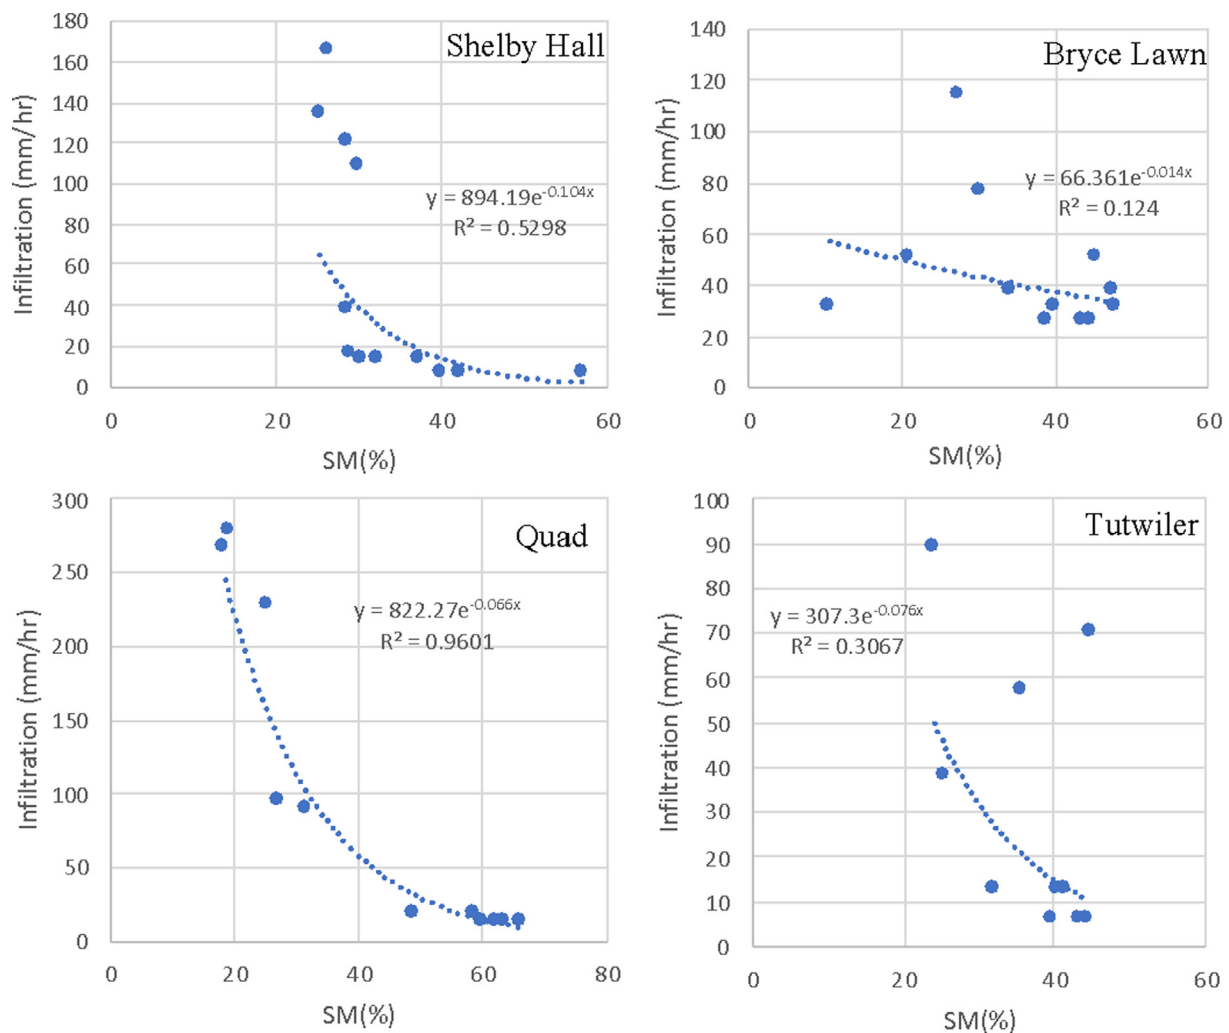 Shelby Hall
Infiltration (mm/hr)
180
160
140
120
100
80
60
40
20
0
y = 894.19e^-0.104x
R² = 0.5298
0 20 40 60
SM(%)
Bryce Lawn
Infiltration (mm/hr)
140
120
100
80
60
40
20
0
y = 66.361e^-0.014x
R² = 0.124
0 20 40 60
SM(%)
Quad
Infiltration (mm/hr)
300
250
200
150
100
50
0
y = 822.27e^-0.066x
R² = 0.9601
0 20 40 60 80
SM(%)
Tutwiler
Infiltration (mm/hr)
100
90
80
70
60
50
40
30
20
10
0
y = 307.3e^-0.076x
R² = 0.3067
0 20 40 60
SM(%)